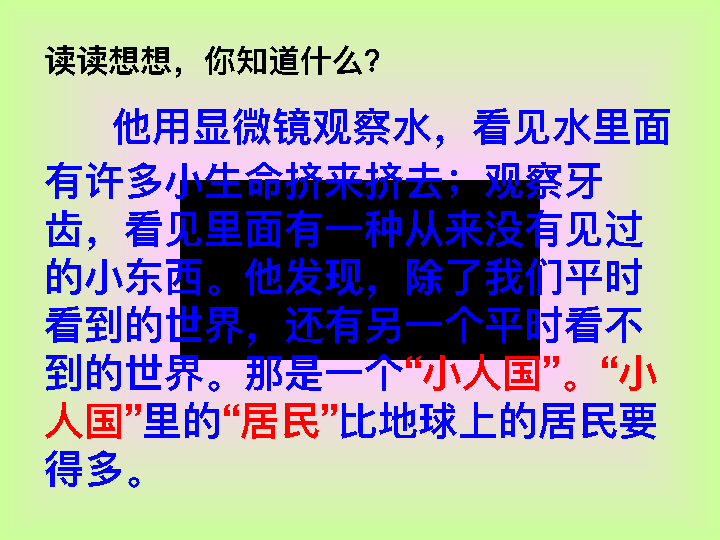 读读想想，你知道什么？
他用显微镜观察水，看见水里面
有许多小生命挤来挤去；观察牙
齿，看见里面有一种从来没有见过
的小东西。他发现，除了我们平时
看到的世界，还有另一个平时看不
到的世界。那是一个“小人国”。“小
人国”里的“居民”比地球上的居民要
得多。